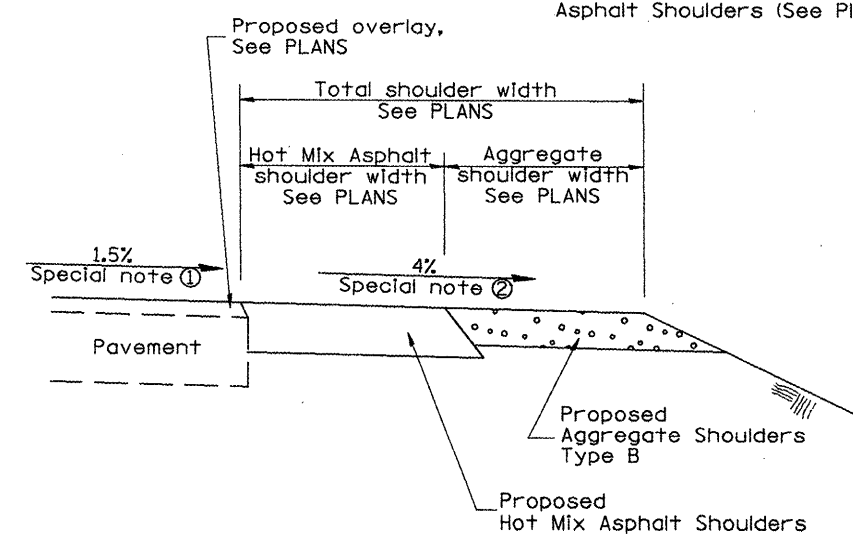 Asphalt Shoulders (See
Proposed overlay,
See PLANS
Total shoulder width
See PLANS
Hot Mix Asphalt
shoulder width
See PLANS
Aggregate
shoulder width
See PLANS
1.5%
Special note ①
4%
Special note ②
Pavement
Proposed
Aggregate Shoulders
Type B
Proposed
Hot Mix Asphalt Shoulders